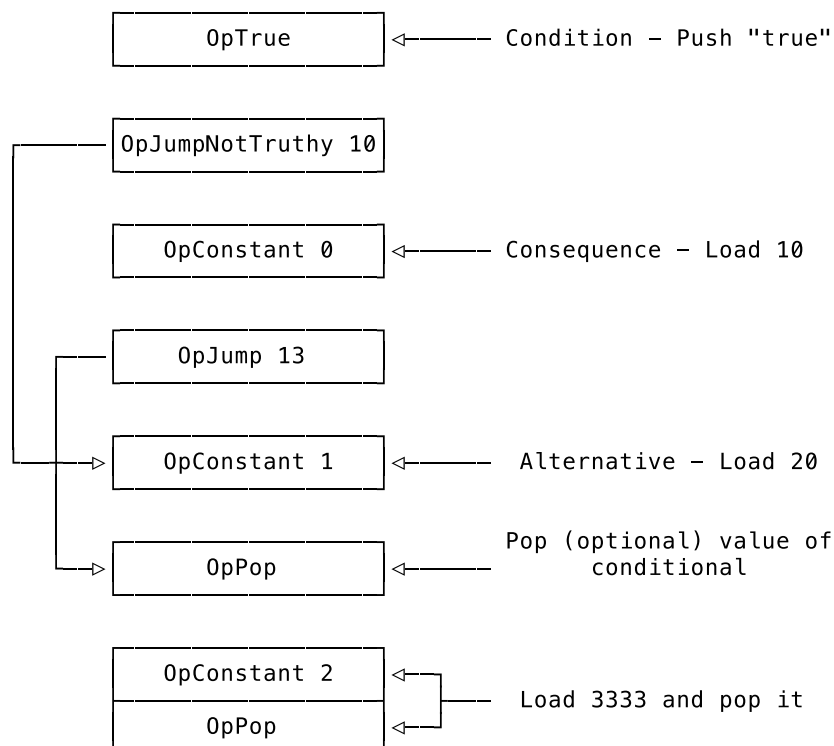 OpTrue
Condition – Push "true"
OpJumpNotTruthy 10
OpConstant 0
Consequence – Load 10
OpJump 13
OpConstant 1
Alternative – Load 20
OpPop
Pop (optional) value of
conditional
OpConstant 2
OpPop
Load 3333 and pop it